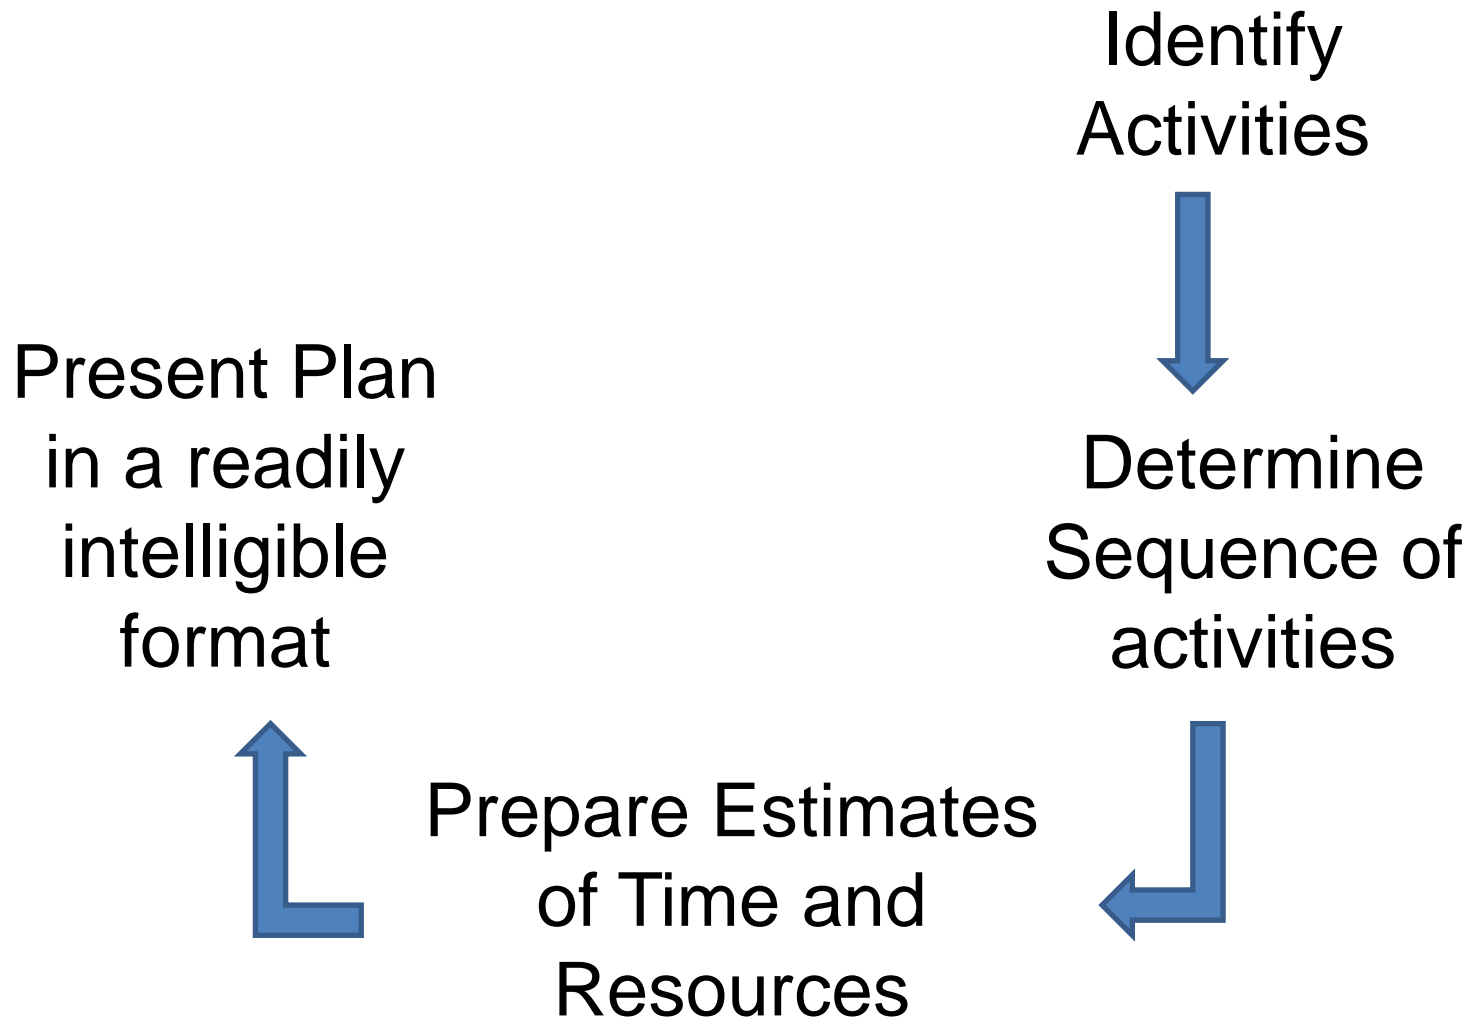 Identify
Activities
Determine
Sequence of
activities
Prepare Estimates
of Time and
Resources
Present Plan
in a readily
intelligible
format